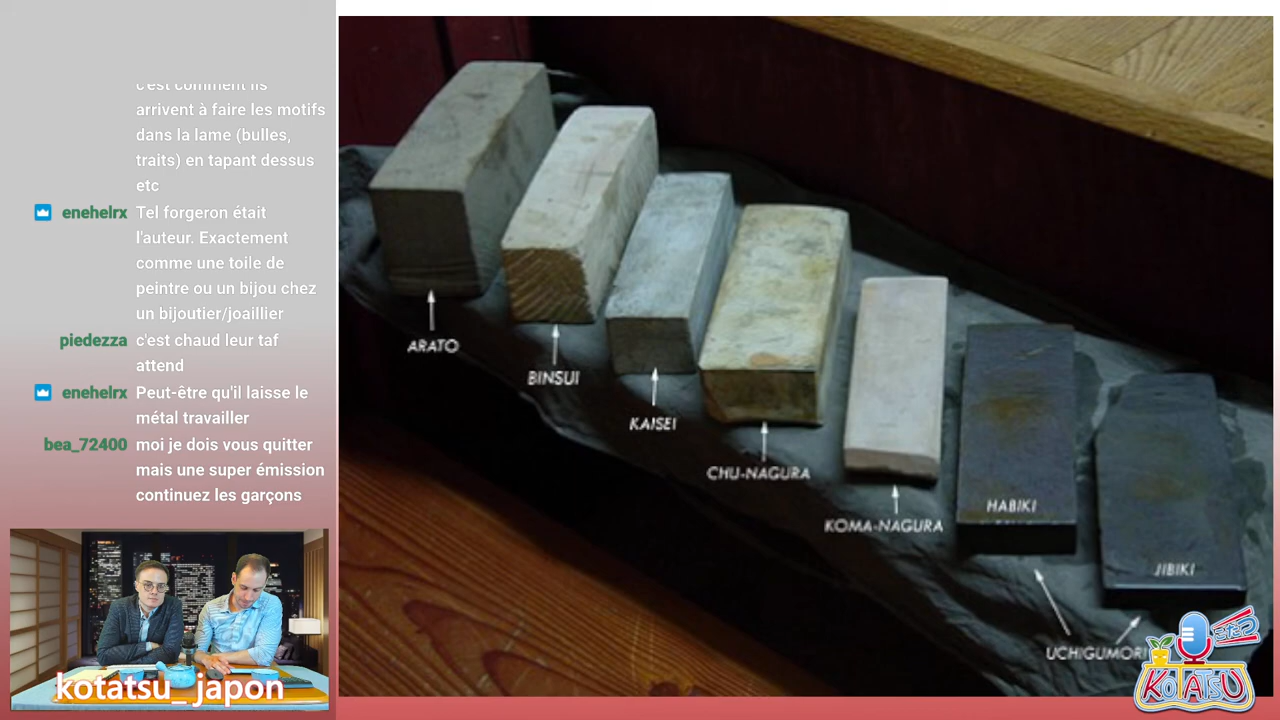 c'est comment ils
arrivent à faire les motifs
dans la lame (bulles,
traits) en tapant dessus
etc
enehelrx Tel forgeron était
l'auteur. Exactement
comme une toile de
peintre ou un bijou chez
un bijoutier/joaillier
piedezza c'est chaud leur taf
attend
enehelrx Peut-être qu'il laisse le
métal travailler
bea_72400 moi je dois vous quitter
mais une super émission
continuez les garçons
kotatsu_japon
ARATO
BINSUI
KAISEI
CHU-NAGURA
KOMA-NAGURA
HABIKI
JIBIKI
UCHIGUMORI
こたつ
KOTATSU